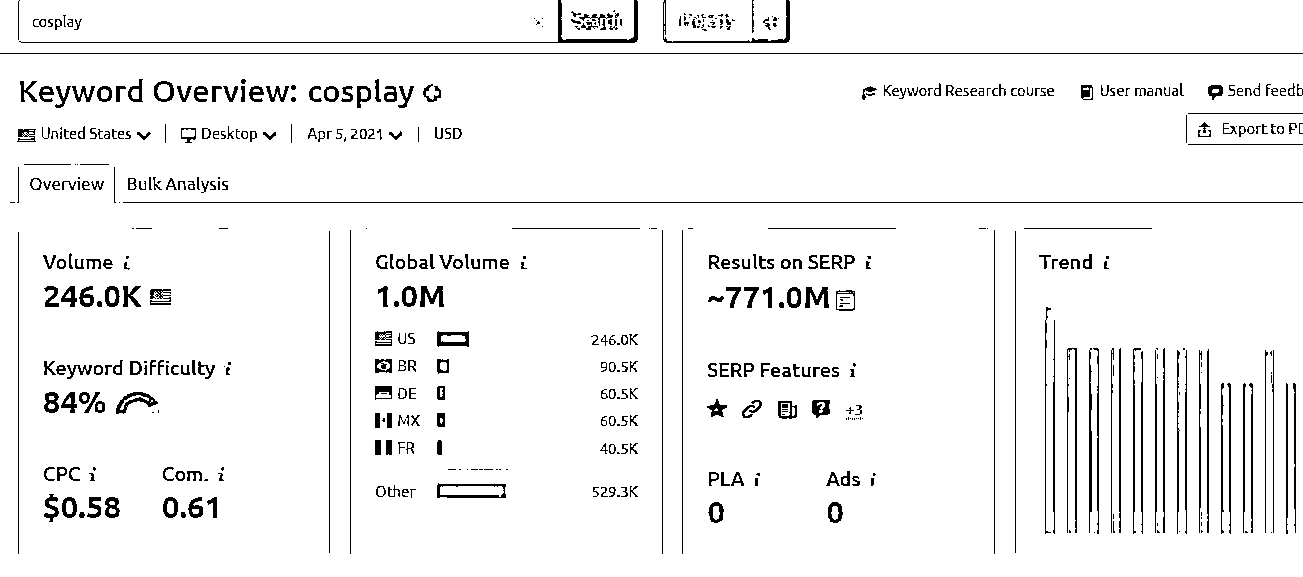 cosplay
Keyword Overview: cosplay
Keyword Research course User manual Send feedb
United States Desktop Apr 5, 2021 USD
Export to PD
Overview Bulk Analysis
Volume i
246.0K
Keyword Difficulty i
84%
CPC i Com. i
$0.58 0.61
Global Volume i
1.0M
US 246.0K
BR 90.5K
DE 60.5K
MX 60.5K
FR 40.5K
Other 529.3K
Results on SERP i
~771.0M
SERP Features i
+3
PLA i Ads i
0 0
Trend i